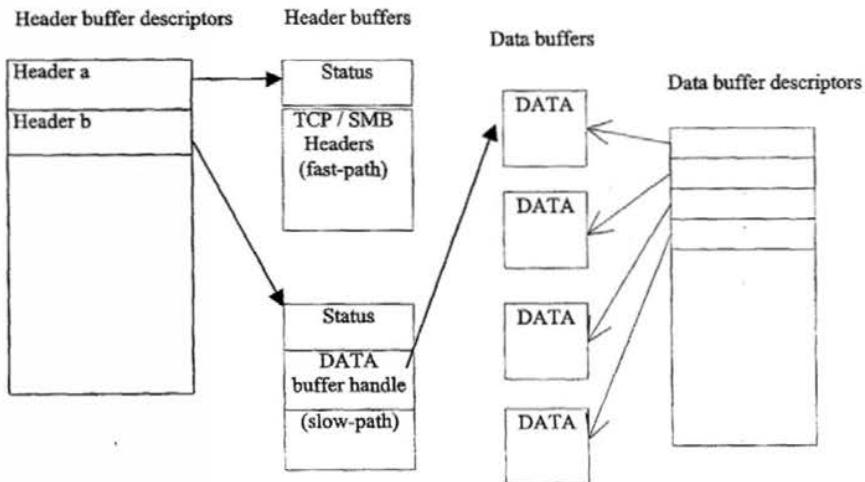 Header buffer descriptors
Header buffers
Data buffers
Data buffer descriptors
Header a
Header b
Status
TCP / SMB
Headers
(fast-path)
Status
DATA
buffer handle
(slow-path)
DATA
DATA
DATA
DATA